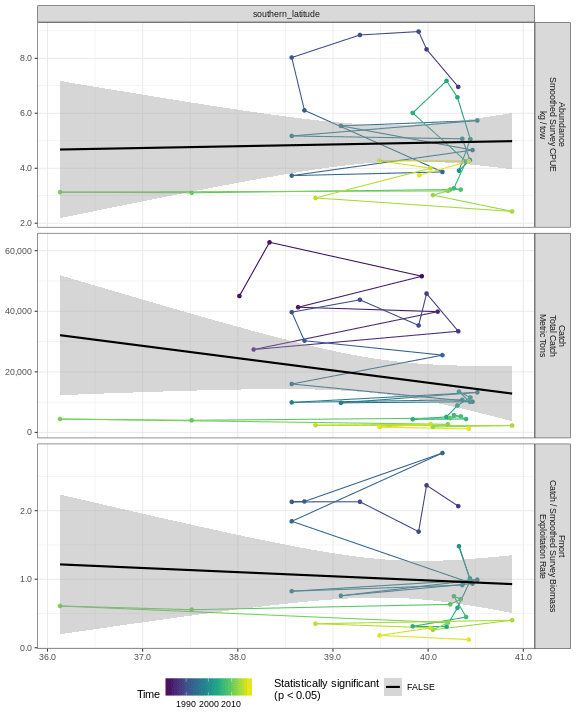 southern_latitude
8.0
6.0
4.0
2.0
Abundance
Smoothed Survey CPUE
kg / tow
60,000
40,000
20,000
0
Catch
Total Catch
Metric Tons
2.0
1.0
0.0
Fmort
Catch / Smoothed Survey Biomass
Exploitation Rate
36.0 37.0 38.0 39.0 40.0 41.0
Time
1990 2000 2010
Statistically significant
(p < 0.05)
FALSE